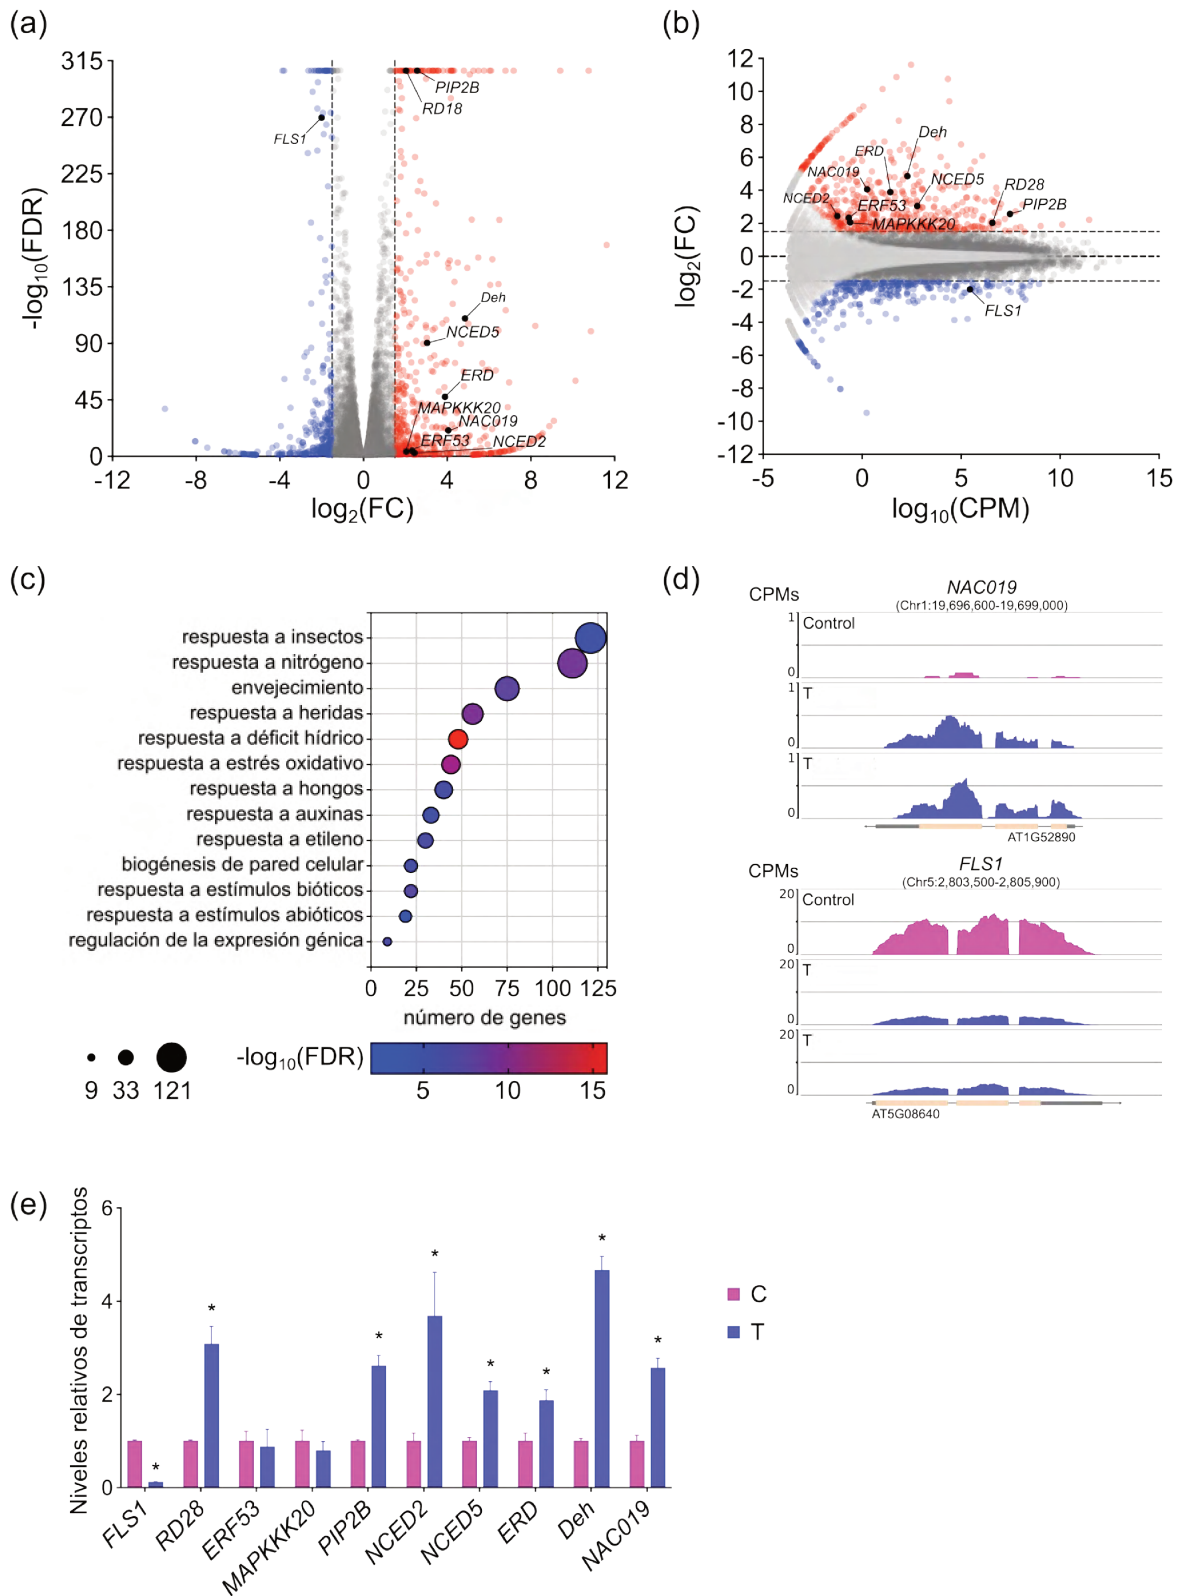 (a)
-log10(FDR)
315
270
225
180
135
90
45
0
PIP2B
RD18
FLS1
Deh
NCED5
ERD
MAPKKK20
NAC019
ERF53
NCED2
-12
-8
-4
0
4
8
12
log2(FC)
(b)
log2(FC)
12
10
8
6
4
2
0
-2
-4
-6
-8
-10
-12
Deh
ERD
NAC019
NCED5
NCED2
ERF53
RD28
PIP2B
MAPKKK20
FLS1
-5
0
5
10
15
log10(CPM)
(c)
respuesta a insectos
respuesta a nitrógeno
envejecimiento
respuesta a heridas
respuesta a déficit hídrico
respuesta a estrés oxidativo
respuesta a hongos
respuesta a auxinas
respuesta a etileno
biogénesis de pared celular
respuesta a estímulos bióticos
respuesta a estímulos abióticos
regulación de la expresión génica
0 25 50 75 100 125
número de genes
9 33 121
-log10(FDR)
5 10 15
(d)
CPMs
NAC019
(Chr1:19,696,600-19,699,000)
1
Control
0
1
T
0
1
T
0
AT1G52890
CPMs
FLS1
(Chr5:2,803,500-2,805,900)
20
Control
0
20
T
0
20
T
0
AT5G08640
(e)
Niveles relativos de transcriptos
6
4
2
0
*
*
*
*
*
*
*
*
FLS1
RD28
ERF53
MAPKKK20
PIP2B
NCED2
NCED5
ERD
Deh
NAC019
C
T